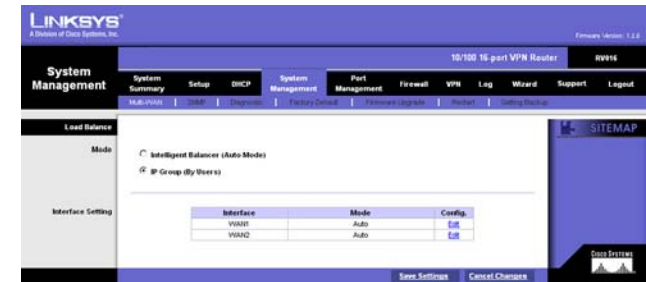 LINKSYS®
A Division of Cisco Systems, Inc.
Firmware Version: 1.2.0
10/100 16-port VPN Router RV016
System Management
System Summary Setup DHCP System Management Port Management Firewall VPN Log Wizard Support Logout
Multi-WAN | SNMP | Diagnostic | Factory Default | Firmware Upgrade | Restart | Setting Backup
Load Balance
SITEMAP
Mode
Intelligent Balancer (Auto Mode)
IP Group (By Users)
Interface Setting
Interface Mode Config.
WAN1 Auto Edit
WAN2 Auto Edit
CISCO SYSTEMS
Save Settings Cancel Changes